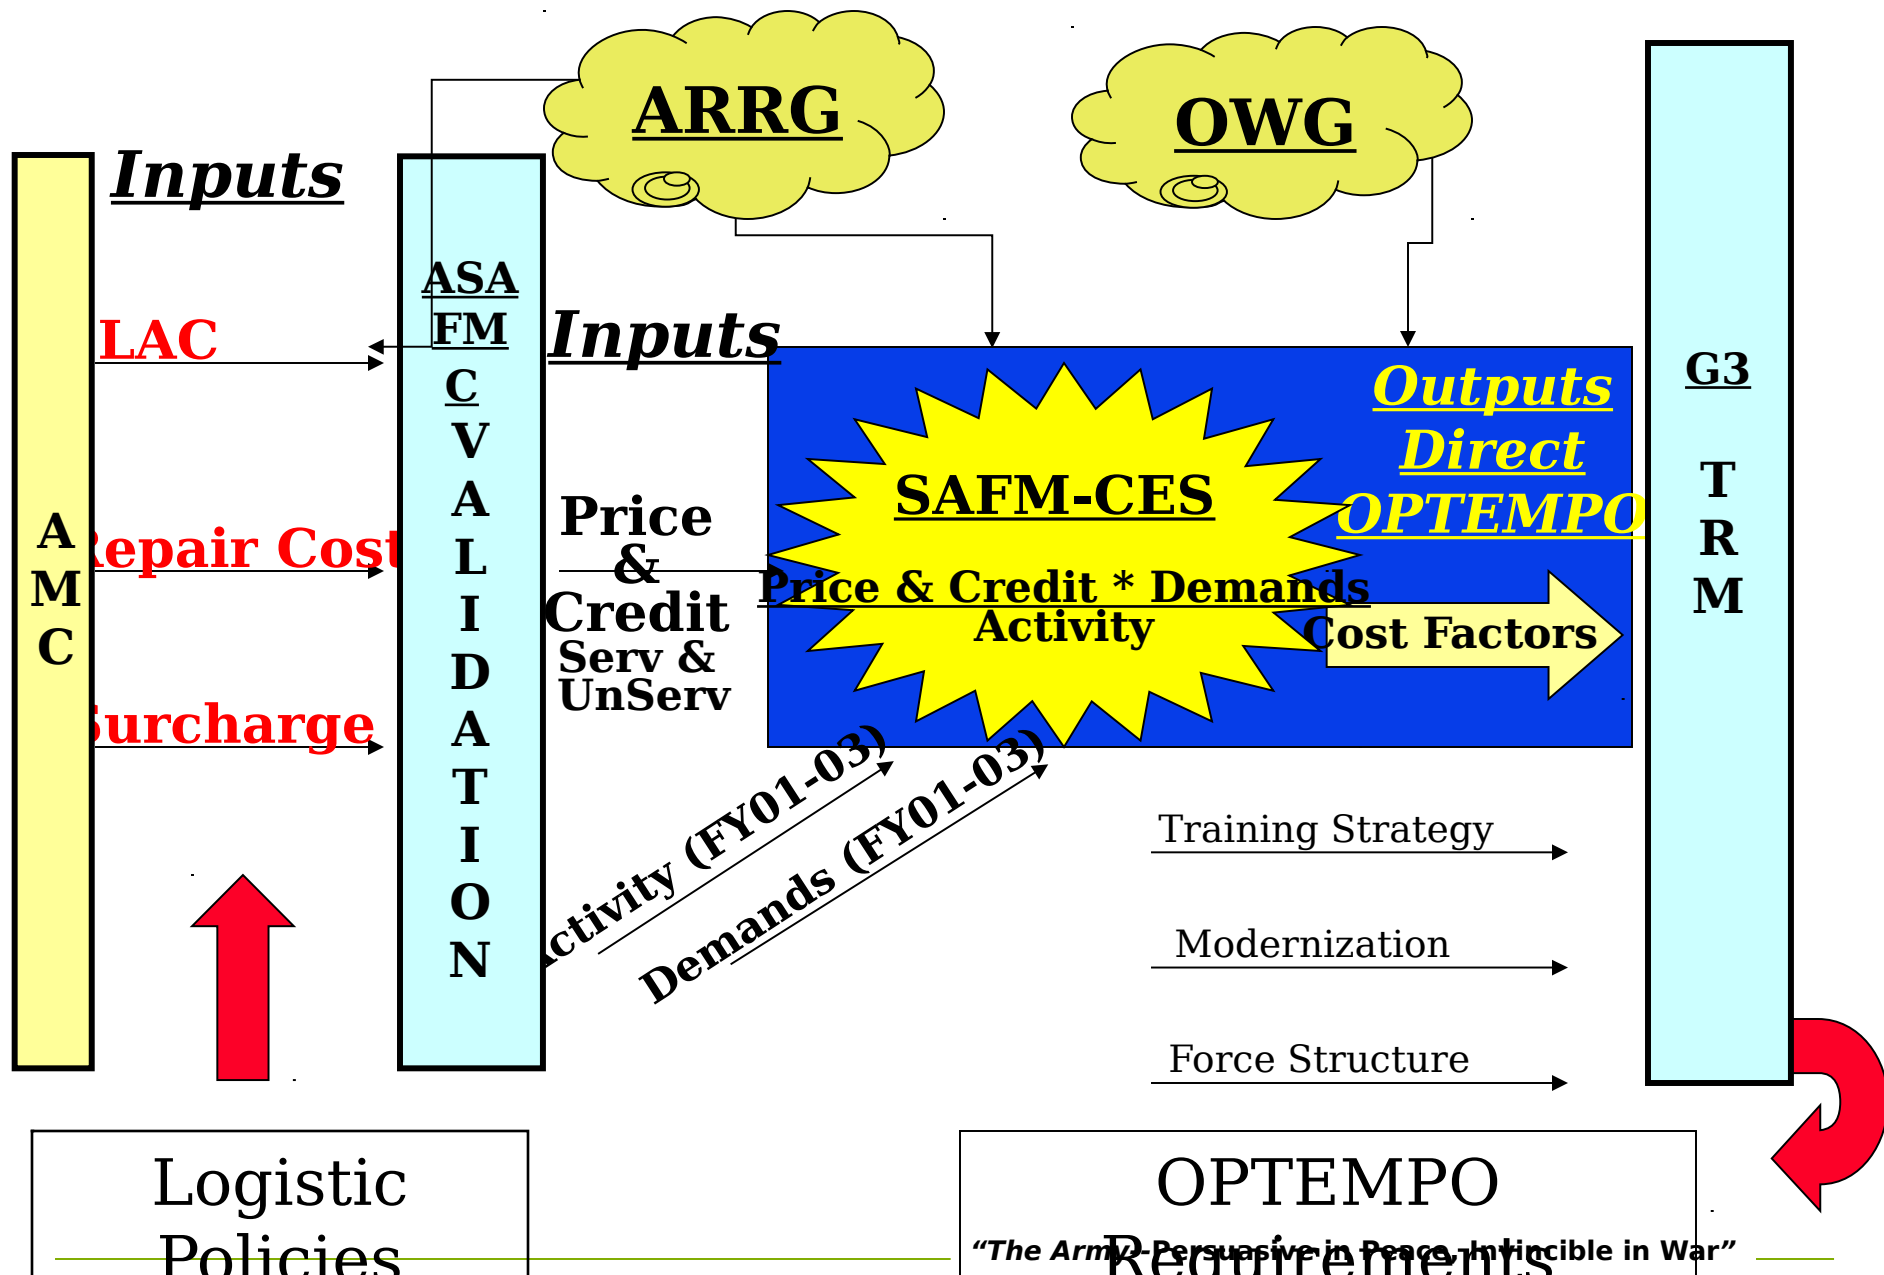 ARRG
OWG
Inputs
ASA
FM
C
V
A
L
I
D
A
T
I
O
N
LAC
Repair Cost
Surcharge
A
M
C
Inputs
Price
&
Credit
Serv &
UnServ
SAFM-CES
Price & Credit * Demands
Activity
Outputs
Direct
OPTEMPO
Cost Factors
G3
T
R
M
Activity (FY01-03)
Demands (FY01-03)
Training Strategy
Modernization
Force Structure
Logistic
Policies
OPTEMPO
Requirements
“The Army--Persuasive in Peace, Invincible in War”